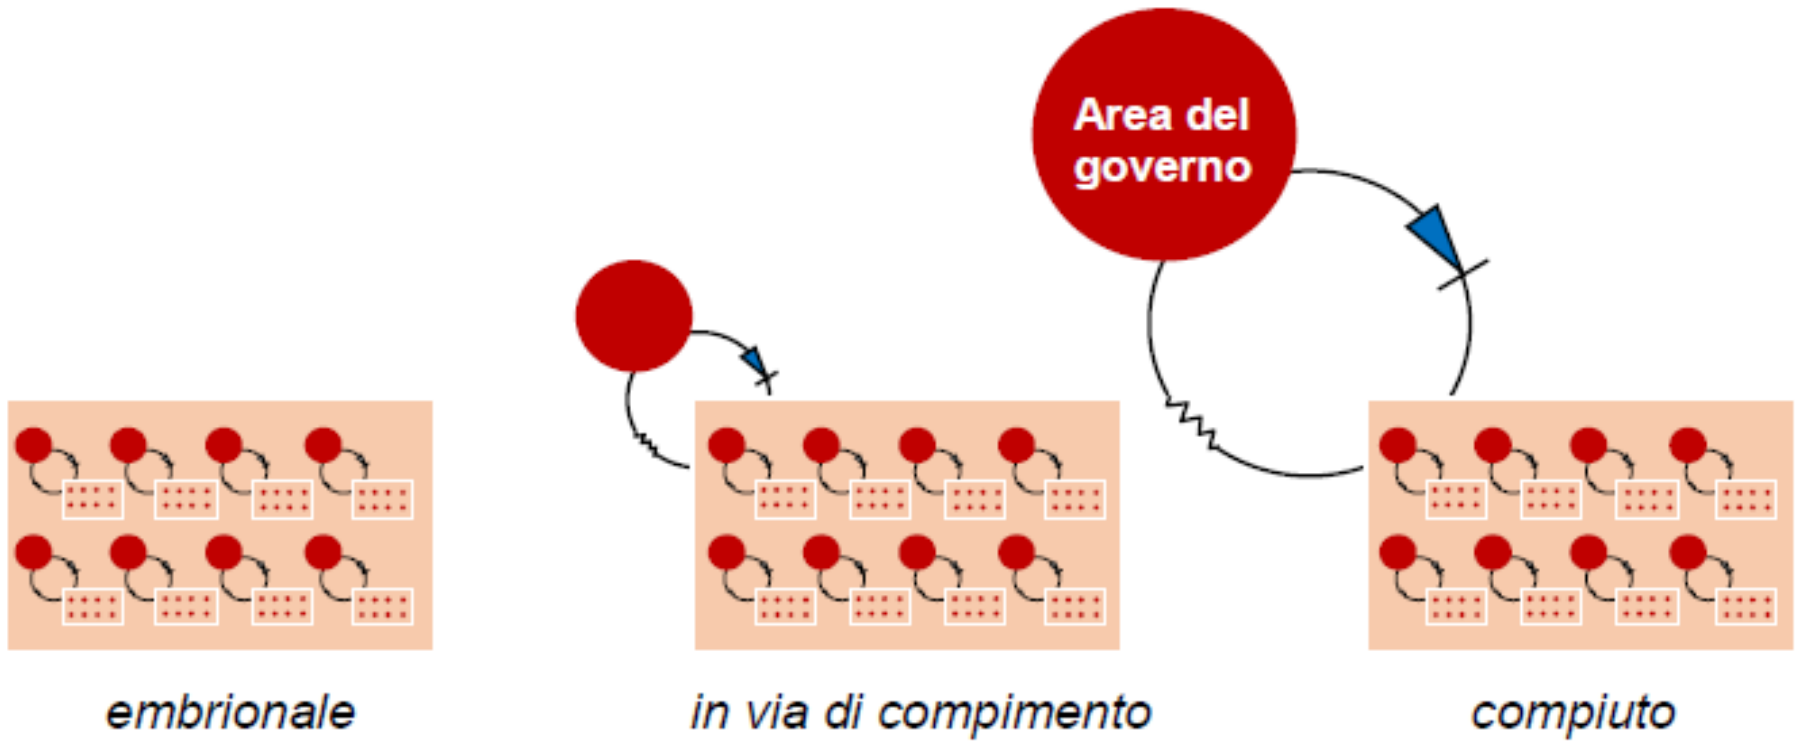 Area del
governo
embrionale
in via di compimento
compiuto